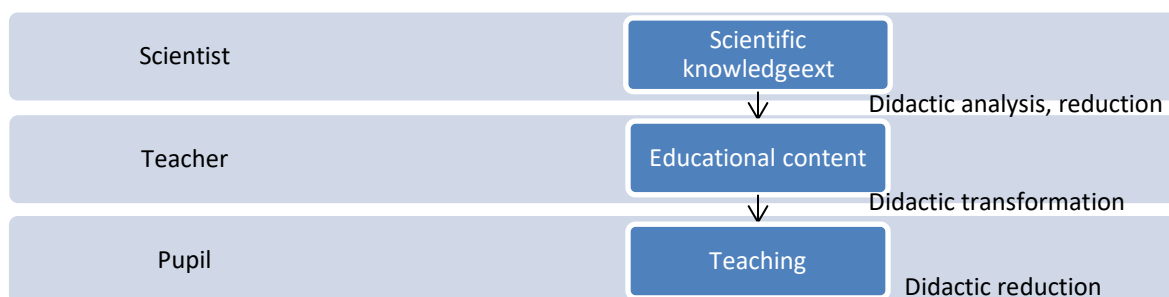 Scientist
Scientific
knowledgeext
Didactic analysis, reduction
Teacher
Educational content
Didactic transformation
Pupil
Teaching
Didactic reduction